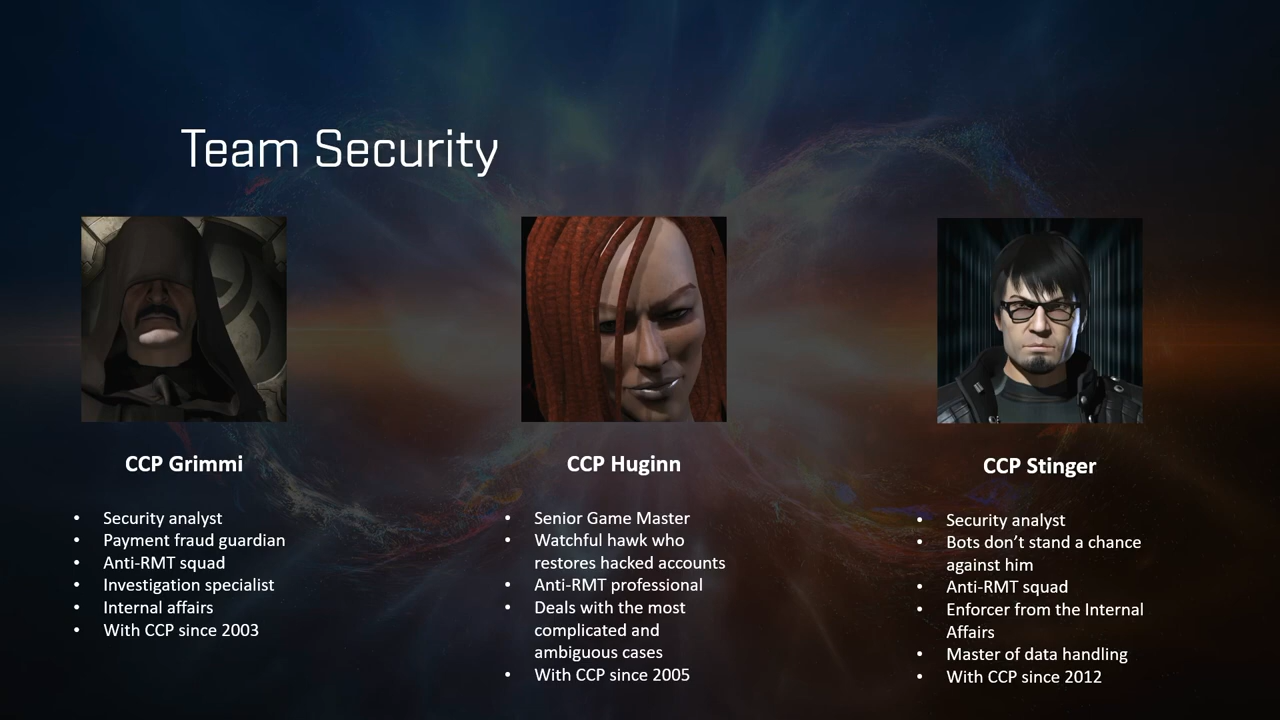 Team Security
CCP Grimmi
• Security analyst
• Payment fraud guardian
• Anti-RMT squad
• Investigation specialist
• Internal affairs
• With CCP since 2003
CCP Huginn
• Senior Game Master
• Watchful hawk who
restores hacked accounts
• Anti-RMT professional
• Deals with the most
complicated and
ambiguous cases
• With CCP since 2005
CCP Stinger
• Security analyst
• Bots don’t stand a chance
against him
• Anti-RMT squad
• Enforcer from the Internal
Affairs
• Master of data handling
• With CCP since 2012